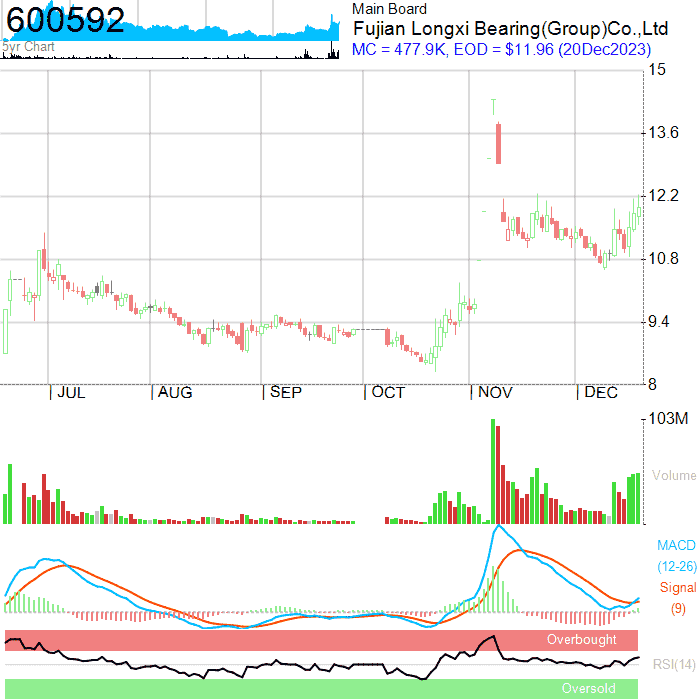 600592
5yr Chart
Main Board
Fujian Longxi Bearing(Group)Co.,Ltd
MC = 477.9K, EOD = $11.96 (20Dec2023)
15
13.6
12.2
10.8
9.4
8
JUL AUG SEP OCT NOV DEC
103M
Volume
MACD
(12-26)
Signal
(9)
Overbought
RSI(14)
Oversold